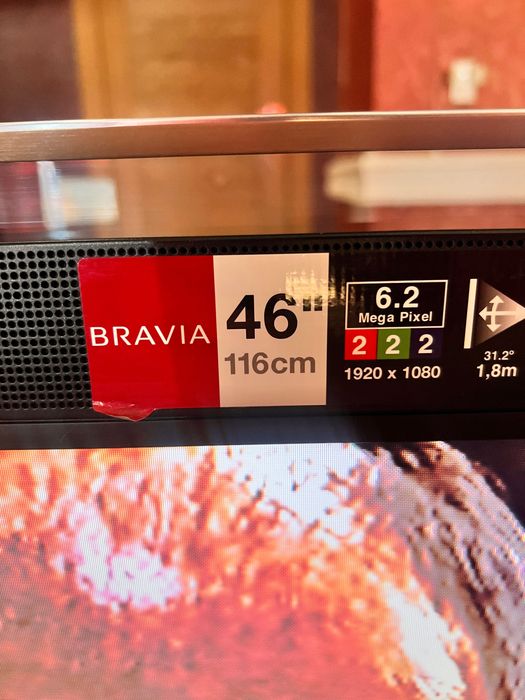 BRAVIA
46"
116cm
6.2
Mega Pixel
2 2 2
1920 x 1080
31.2°
1,8m